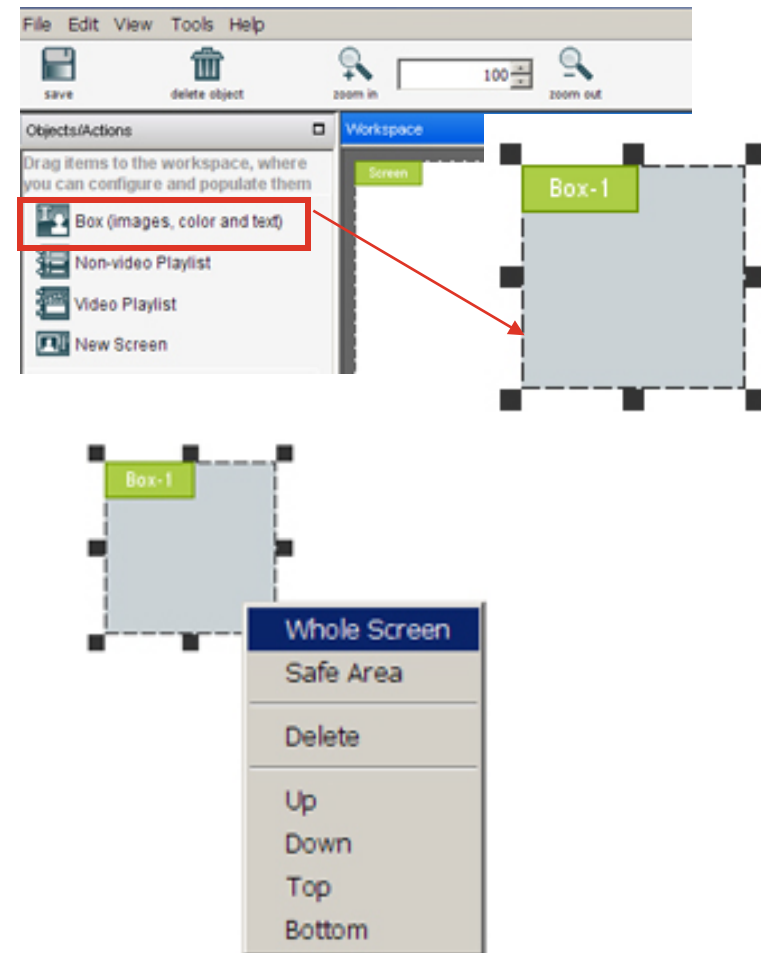 File Edit View Tools Help
save
delete object
zoom in
100
zoom out
Objects/Actions
Workspace
Drag items to the workspace, where
you can configure and populate them
Screen
Box (images, color and text)
Non-video Playlist
Video Playlist
New Screen
Box-1
Box-1
Whole Screen
Safe Area
Delete
Up
Down
Top
Bottom